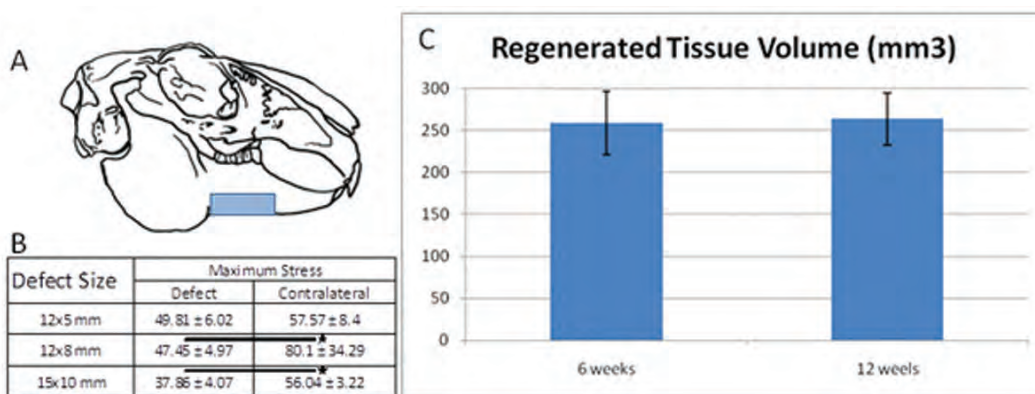 A
B
Defect Size Maximum Stress
Defect Contralateral
12x5 mm 49.81 ±6.02 57.57 ±8.4
★
12x8 mm 47.45 ±4.97 80.1 ±34.29
★
15x10 mm 37.86 ±4.07 56.04 ±3.22
C
Regenerated Tissue Volume (mm3)
300
250
200
150
100
50
0
6 weeks 12 weels